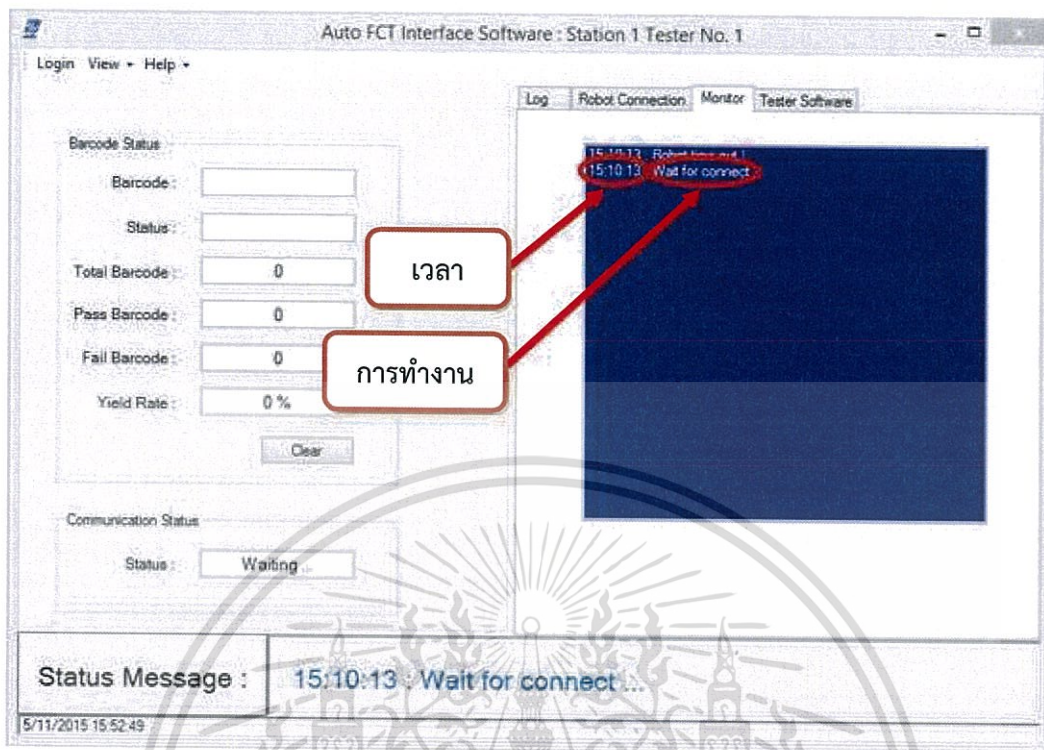 Auto FCT Interface Software : Station 1 Tester No. 1
Login View Help
Log Robot Connection Monitor Tester Software
Barcode Status
15:10:13 : Robot time out !
15:10:13 : Wait for connect
Barcode :
Status :
เวลา
Total Barcode : 0
Pass Barcode : 0
Fail Barcode : 0
การทำงาน
Yield Rate : 0 %
Clear
Communication Status
Status : Waiting ...
Status Message : 15:10:13 : Wait for connect ...
5/11/2015 15:52:49